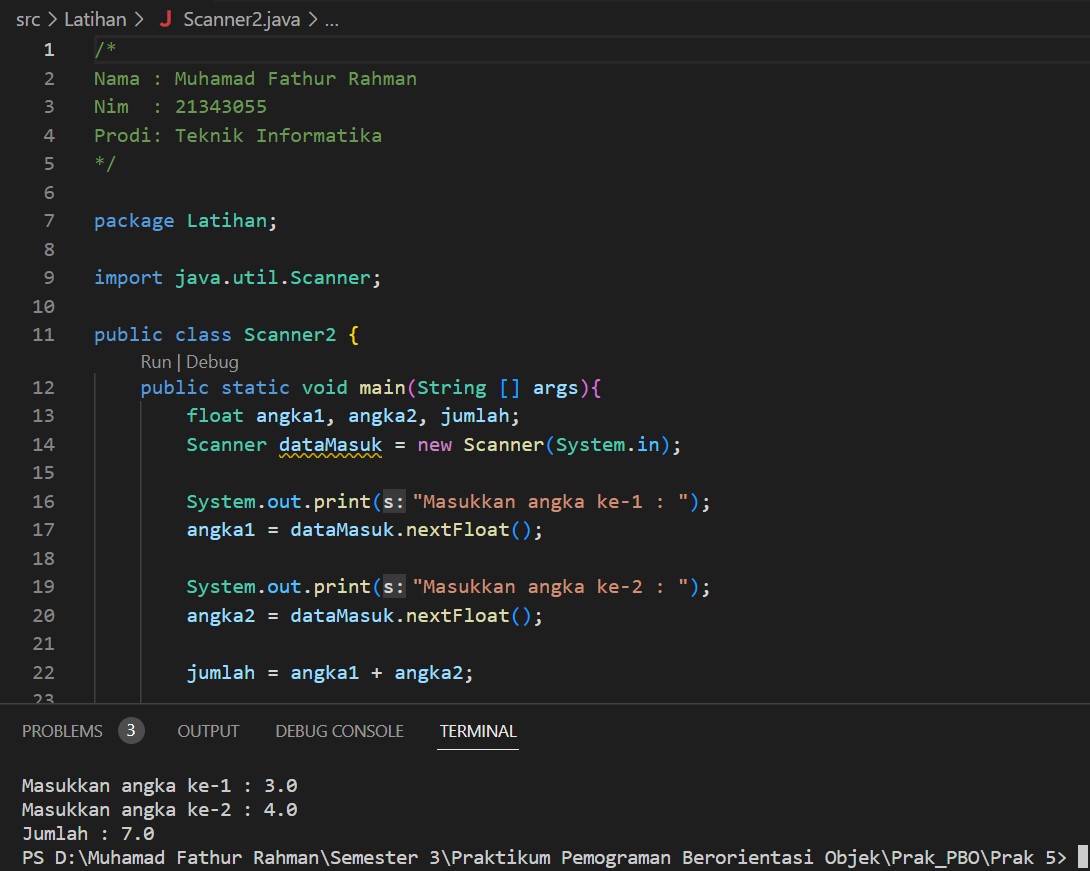 src > Latihan > J Scanner2.java > ...
1 /*
2 Nama : Muhamad Fathur Rahman
3 Nim  : 21343055
4 Prodi: Teknik Informatika
5 */
6
7 package Latihan;
8
9 import java.util.Scanner;
10
11 public class Scanner2 {
Run | Debug
12 public static void main(String [] args){
13 float angka1, angka2, jumlah;
14 Scanner dataMasuk = new Scanner(System.in);
15
16 System.out.print(s: "Masukkan angka ke-1 : ");
17 angka1 = dataMasuk.nextFloat();
18
19 System.out.print(s: "Masukkan angka ke-2 : ");
20 angka2 = dataMasuk.nextFloat();
21
22 jumlah = angka1 + angka2;
23
PROBLEMS 3 OUTPUT DEBUG CONSOLE TERMINAL
Masukkan angka ke-1 : 3.0
Masukkan angka ke-2 : 4.0
Jumlah : 7.0
PS D:\Muhamad Fathur Rahman\Semester 3\Praktikum Pemograman Berorientasi Objek\Prak_PBO\Prak 5>